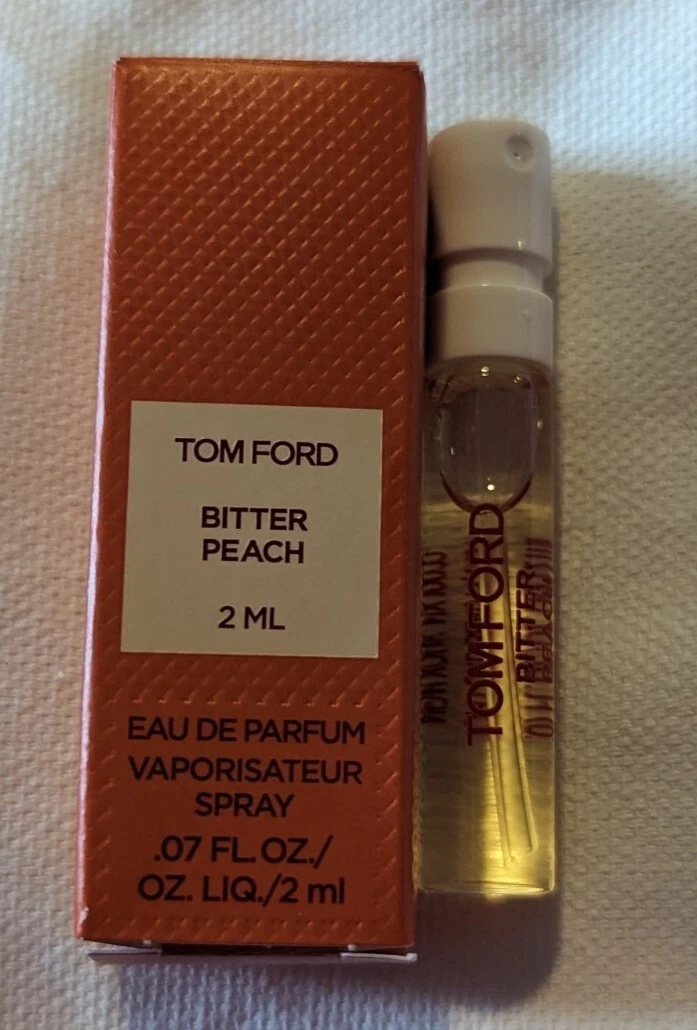 TOM FORD
BITTER
PEACH
2 ML
EAU DE PARFUM
VAPORISATEUR
SPRAY
.07 FL. OZ./
OZ. LIQ./2 ml
TOM FORD
BITTER
PEACH